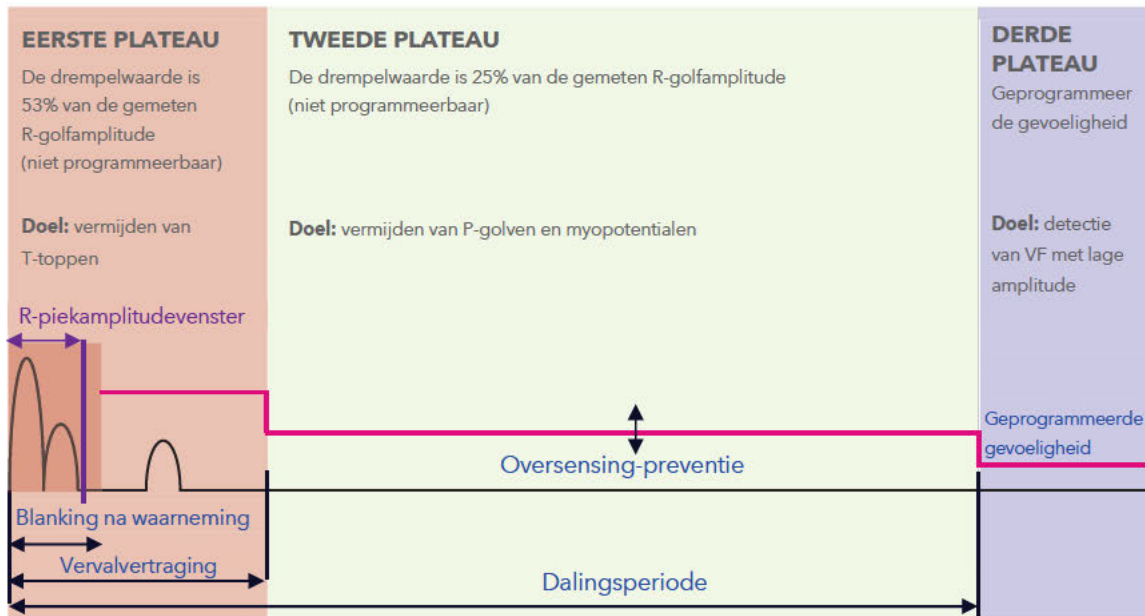 EERSTE PLATEAU
De drempelwaarde is
53% van de gemeten
R-golfamplitude
(niet programmeerbaar)
Doel: vermijden van
T-toppen
TWEEDE PLATEAU
De drempelwaarde is 25% van de gemeten R-golfamplitude
(niet programmeerbaar)
Doel: vermijden van P-golven en myopotentialen
DERDE
PLATEAU
Geprogrammeer
de gevoeligheid
Doel: detectie
van VF met lage
amplitude
R-piekamplitudevenster
Geprogrammeerde
gevoeligheid
Oversensing-preventie
Blanking na waarneming
Vervalvertraging
Dalingsperiode